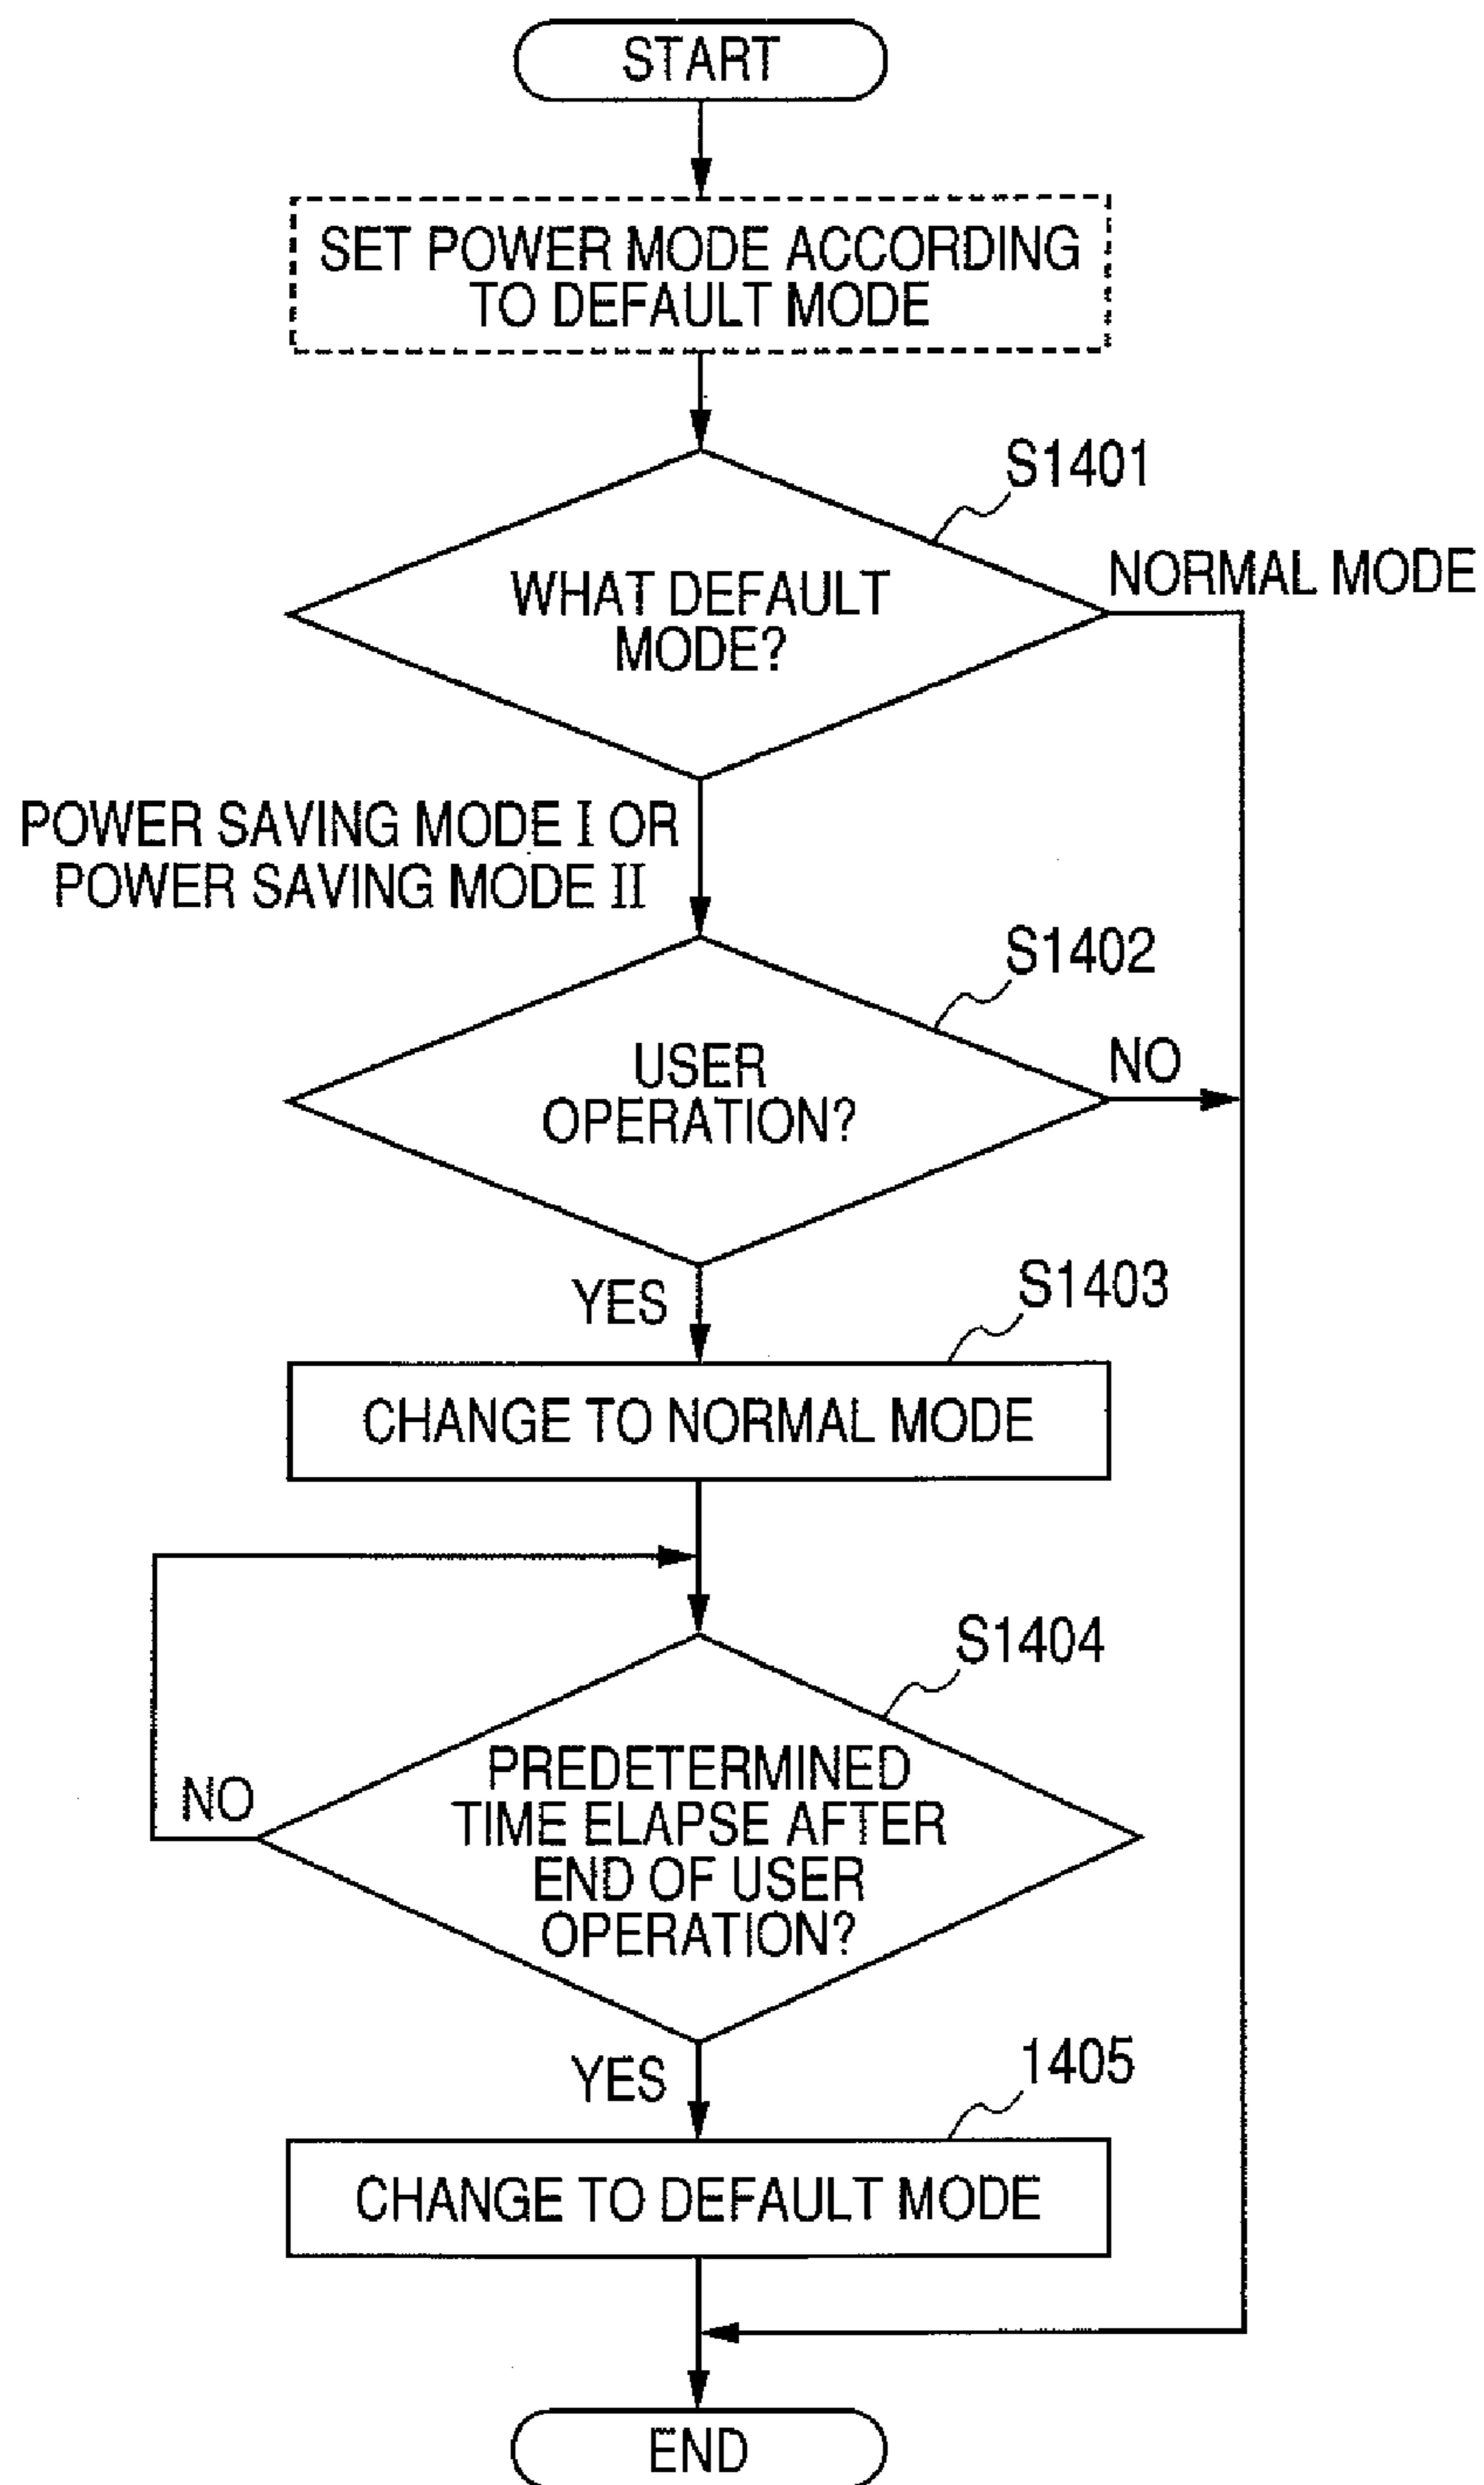 START
SET POWER MODE ACCORDING
TO DEFAULT MODE
S1401
NORMAL MODE
WHAT DEFAULT
MODE?
POWER SAVING MODE I OR
POWER SAVING MODE II
S1402
NO
USER
OPERATION?
YES
S1403
CHANGE TO NORMAL MODE
S1404
NO
PREDETERMINED
TIME ELAPSE AFTER
END OF USER
OPERATION?
YES
1405
CHANGE TO DEFAULT MODE
END